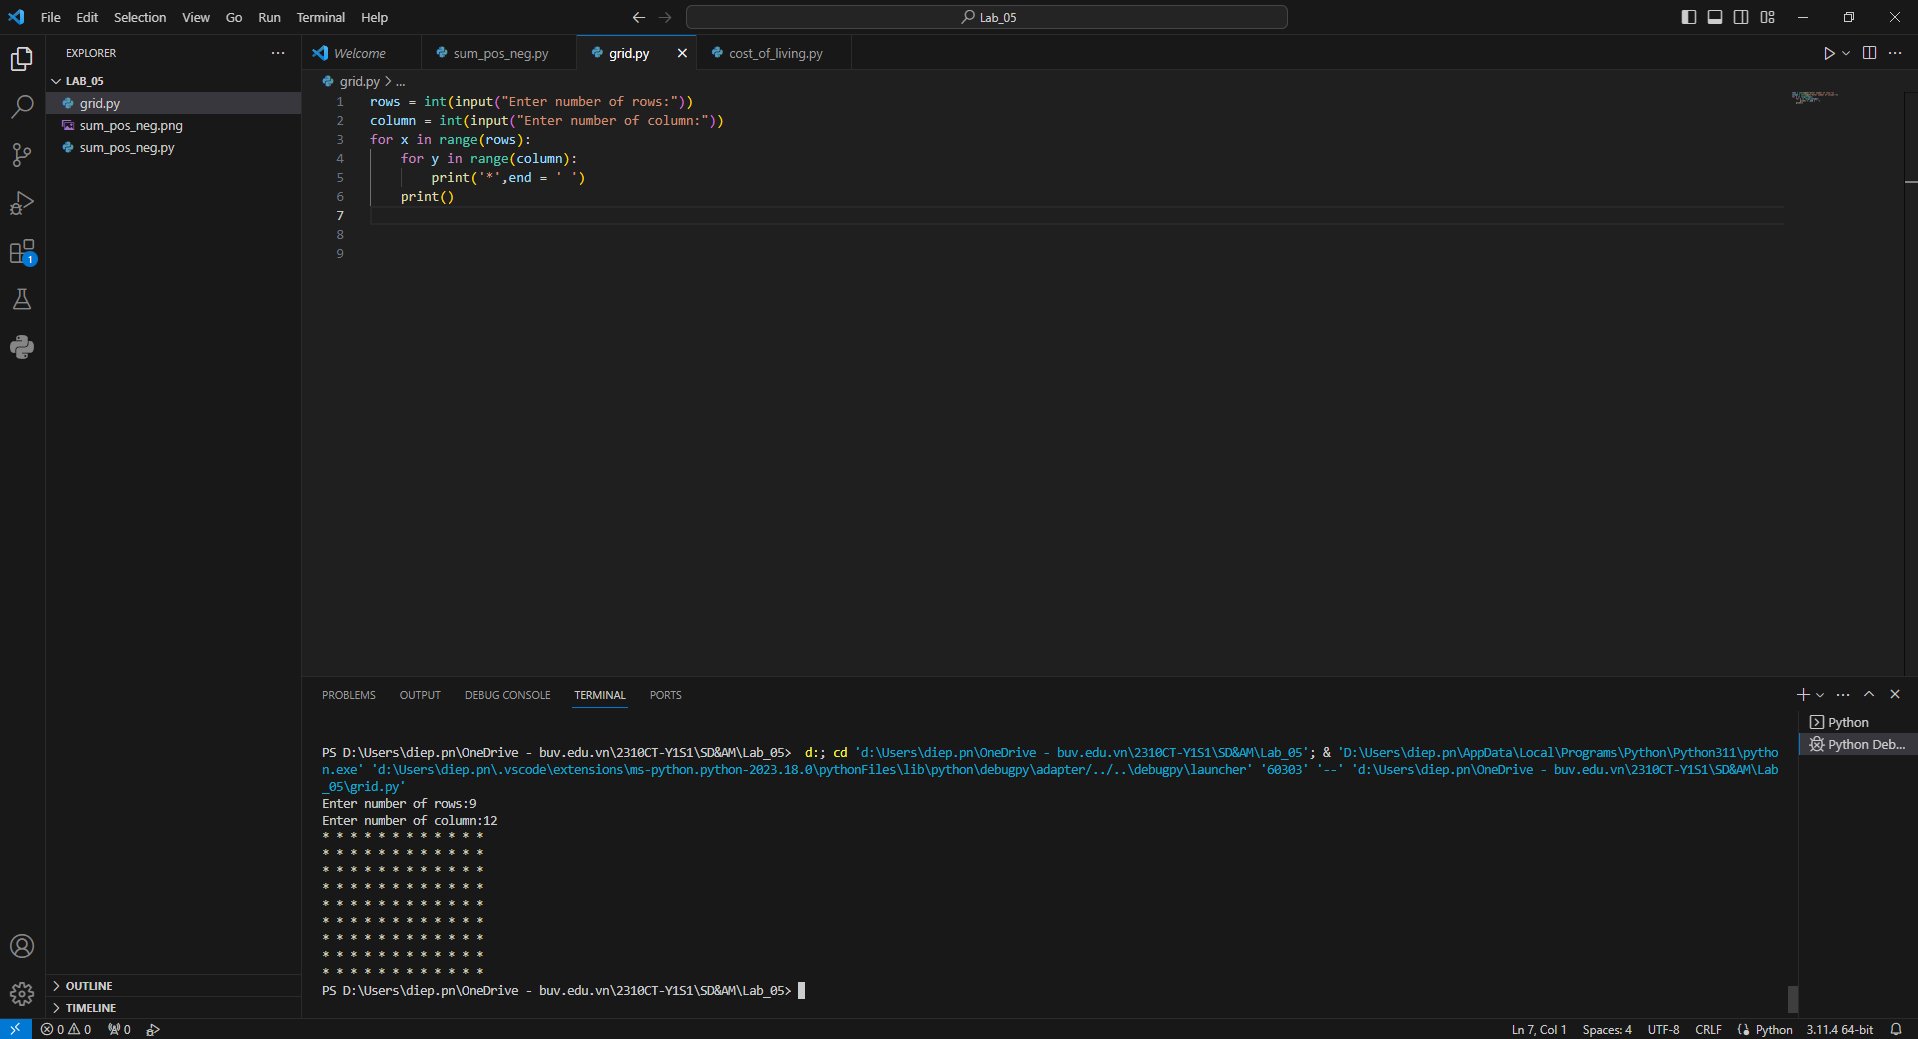 File Edit Selection View Go Run Terminal Help
Lab_05
EXPLORER
LAB_05
grid.py
sum_pos_neg.png
sum_pos_neg.py
Welcome sum_pos_neg.py grid.py cost_of_living.py
grid.py > ...
1 rows = int(input("Enter number of rows:"))
2 column = int(input("Enter number of column:"))
3 for x in range(rows):
4 for y in range(column):
5 print('*',end = ' ')
6 print()
7
8
9
PROBLEMS OUTPUT DEBUG CONSOLE TERMINAL PORTS
Python
Python Deb...
PS D:\Users\diep.pn\OneDrive - buv.edu.vn\2310CT-Y1S1\SD&AM\Lab_05> d:; cd 'd:\Users\diep.pn\OneDrive - buv.edu.vn\2310CT-Y1S1\SD&AM\Lab_05'; & 'D:\Users\diep.pn\AppData\Local\Programs\Python\Python311\pytho
n.exe' 'd:\Users\diep.pn\.vscode\extensions\ms-python.python-2023.18.0\pythonFiles\lib\python\debugpy\adapter/../..\debugpy\launcher' '60303' '--' 'd:\Users\diep.pn\OneDrive - buv.edu.vn\2310CT-Y1S1\SD&AM\Lab
_05\grid.py'
Enter number of rows:9
Enter number of column:12
* * * * * * * * * * * *
* * * * * * * * * * * *
* * * * * * * * * * * *
* * * * * * * * * * * *
* * * * * * * * * * * *
* * * * * * * * * * * *
* * * * * * * * * * * *
* * * * * * * * * * * *
* * * * * * * * * * * *
PS D:\Users\diep.pn\OneDrive - buv.edu.vn\2310CT-Y1S1\SD&AM\Lab_05>
1
OUTLINE
TIMELINE
0 0 0
Ln 7, Col 1 Spaces: 4 UTF-8 CRLF Python 3.11.4 64-bit